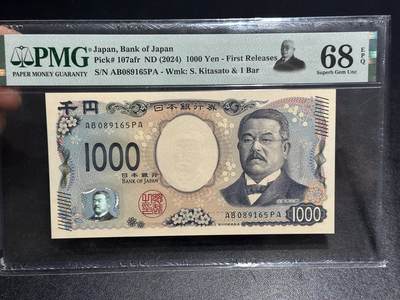 PMG
PAPER MONEY GUARANTY
Japan, Bank of Japan
Pick# 107afr ND (2024) 1000 Yen - First Releases
S/N AB089165PA - Wmk: S. Kitasato & 1 Bar
68 EPQ
Superb Gem Unc
千円
日本銀行券
AB089165PA
1000
日本銀行
BANK OF JAPAN
AB089165PA
1000